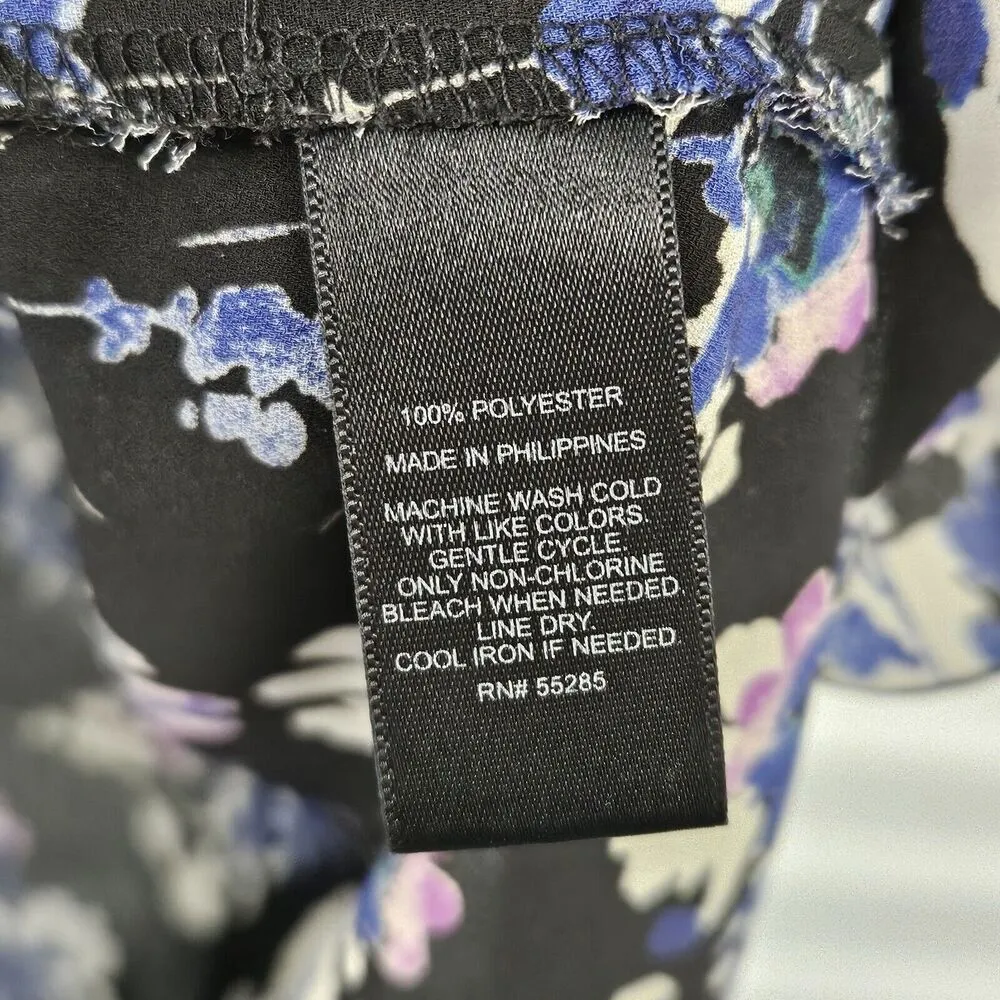 100% POLYESTER
MADE IN PHILIPPINES
MACHINE WASH COLD
WITH LIKE COLORS.
GENTLE CYCLE.
ONLY NON-CHLORINE
BLEACH WHEN NEEDED.
LINE DRY.
COOL IRON IF NEEDED
RN# 55285